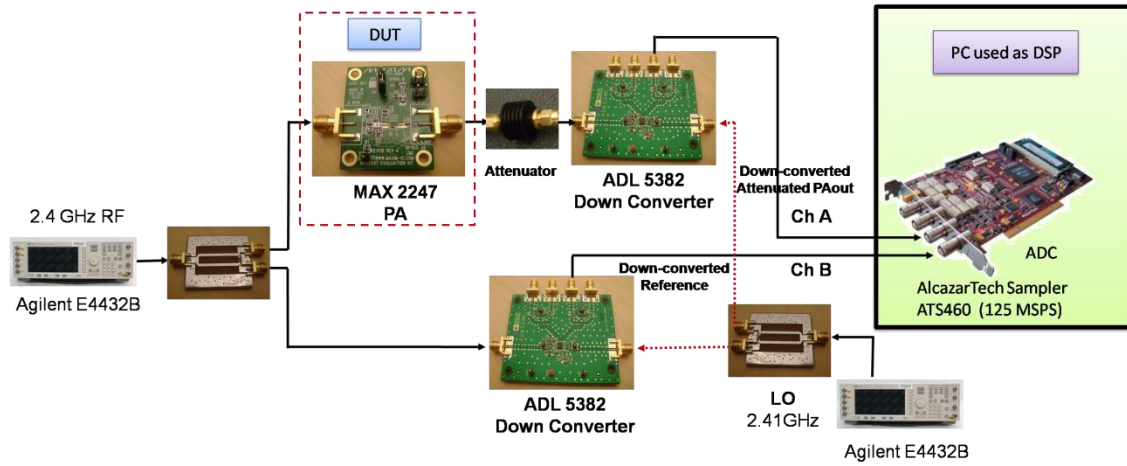 DUT
PC used as DSP
MAX 2247
PA
Attenuator
ADL 5382
Down Converter
Down-converted
Attenuated PAout
Ch A
2.4 GHz RF
Agilent E4432B
Down-converted
Reference
Ch B
ADC
AlcazarTech Sampler
ATS460 (125 MSPS)
ADL 5382
Down Converter
LO
2.41GHz
Agilent E4432B